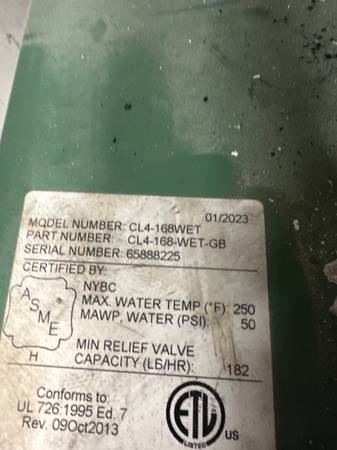 01/2023
MODEL NUMBER: CL4-168WET
PART NUMBER: CL4-168-WET-GB
SERIAL NUMBER: 65888225
CERTIFIED BY:
NYBC
MAX. WATER TEMP (°F): 250
MAWP, WATER (PSI): 50
ASME
H
MIN RELIEF VALVE
CAPACITY (LB/HR): 182
Conforms to:
UL 726:1995 Ed. 7
Rev. 09Oct2013
ETL
LISTED
US